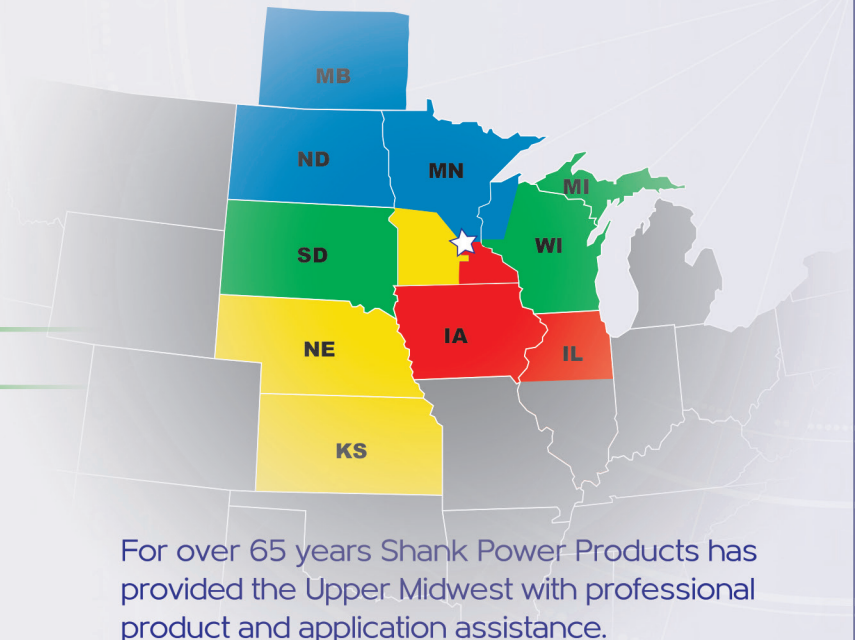 MB
ND
MN
MI
SD
WI
NE
IA
IL
KS
For over 65 years Shank Power Products has
provided the Upper Midwest with professional
product and application assistance.